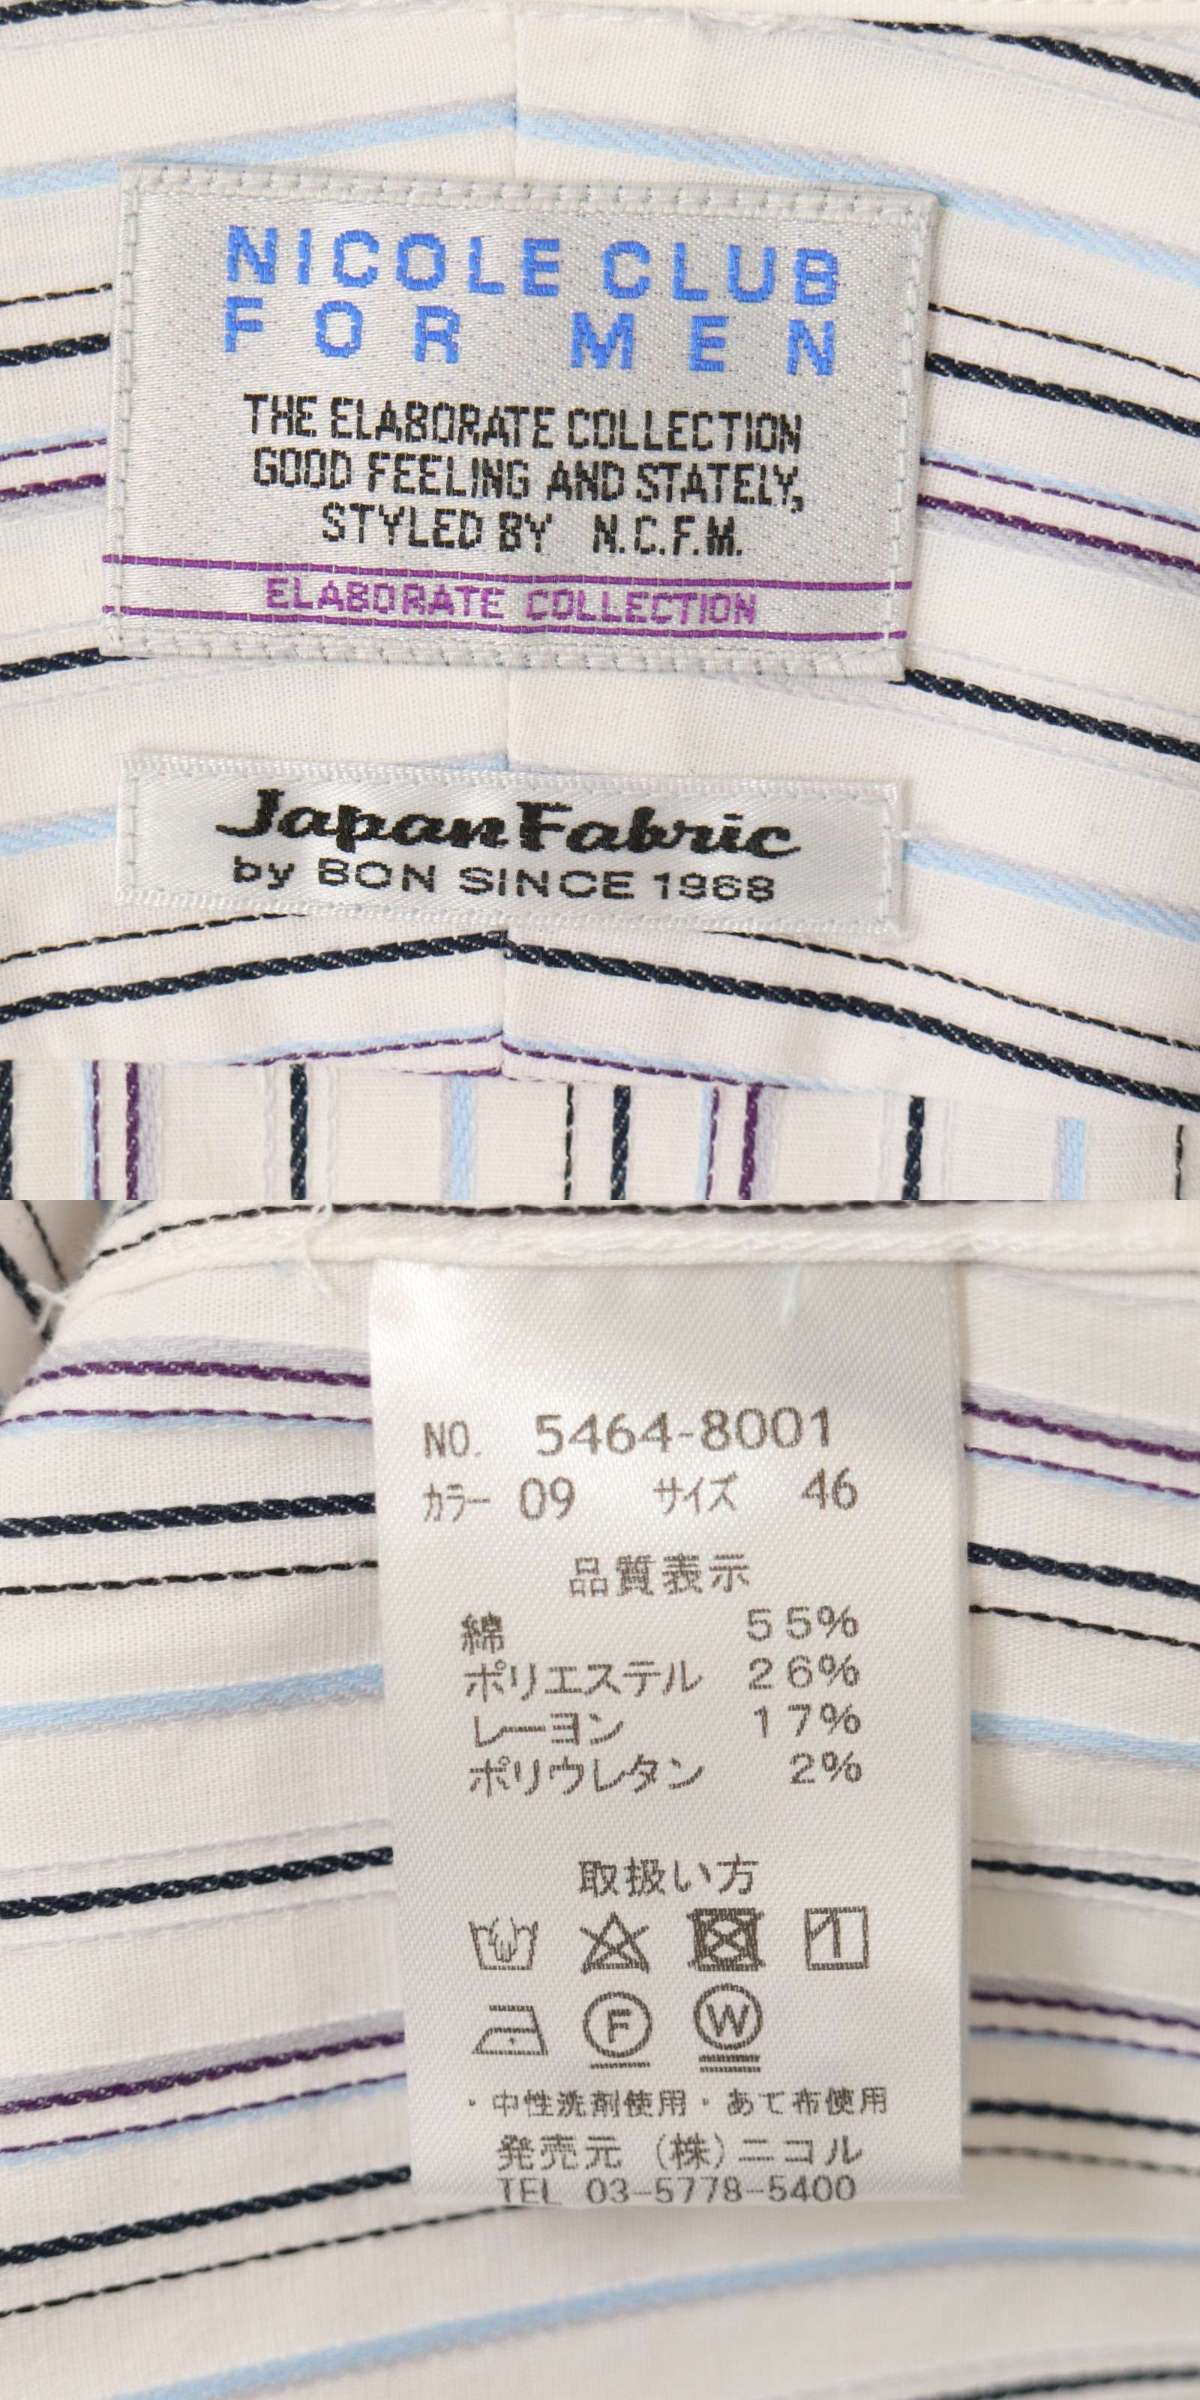 NICOLE CLUB
FOR MEN
THE ELABORATE COLLECTION
GOOD FEELING AND STATELY,
STYLED BY N.C.F.M.
ELABORATE COLLECTION
Japan Fabric
by BON SINCE 1968
NO. 5464-8001
カラー 09 サイズ 46
品質表示
綿 55%
ポリエステル 26%
レーヨン 17%
ポリウレタン 2%
取扱い方
F W
・中性洗剤使用・あて布使用
発売元 (株)ニコル
TEL 03-5778-5400